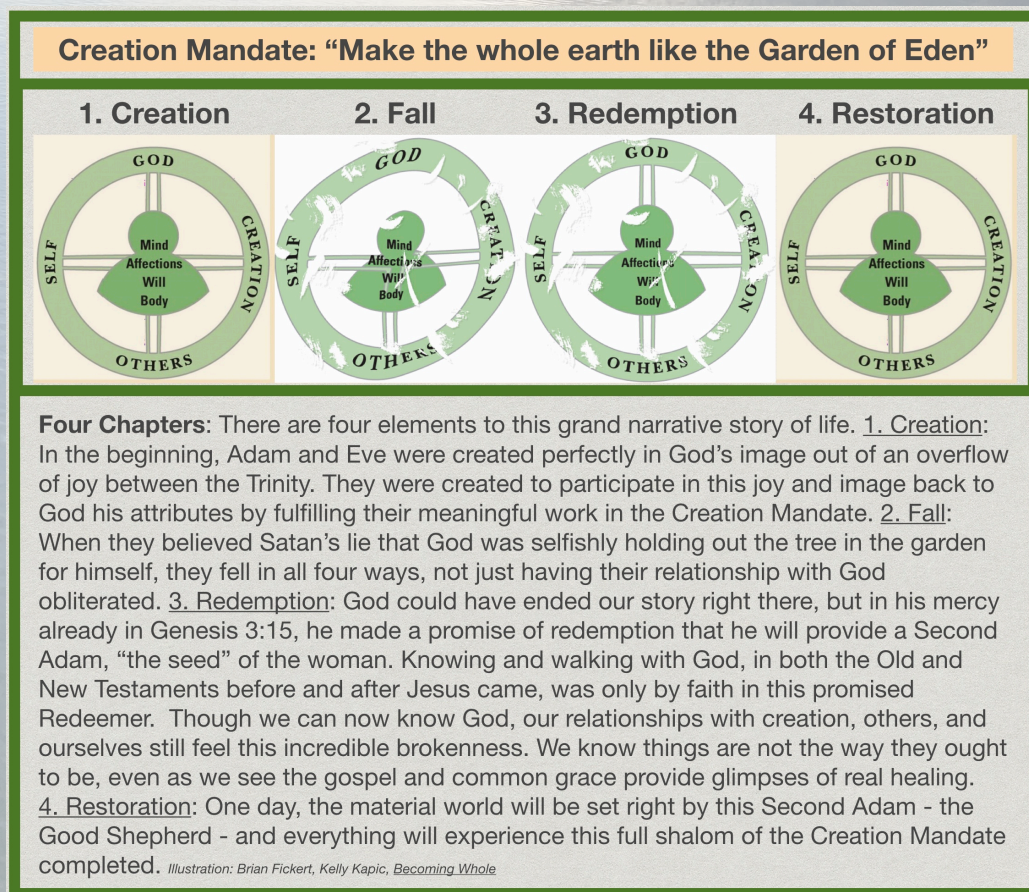 Creation Mandate: “Make the whole earth like the Garden of Eden”
1. Creation
2. Fall
3. Redemption
4. Restoration
GOD
SELF
CREATION
Mind
Affections
Will
Body
OTHERS
GOD
SELF
CREATION
Mind
Affections
Will
Body
OTHERS
GOD
SELF
CREATION
Mind
Affections
Will
Body
OTHERS
GOD
SELF
CREATION
Mind
Affections
Will
Body
OTHERS
Four Chapters: There are four elements to this grand narrative story of life. 1. Creation:
In the beginning, Adam and Eve were created perfectly in God’s image out of an overflow
of joy between the Trinity. They were created to participate in this joy and image back to
God his attributes by fulfilling their meaningful work in the Creation Mandate. 2. Fall:
When they believed Satan’s lie that God was selfishly holding out the tree in the garden
for himself, they fell in all four ways, not just having their relationship with God
obliterated. 3. Redemption: God could have ended our story right there, but in his mercy
already in Genesis 3:15, he made a promise of redemption that he will provide a Second
Adam, “the seed” of the woman. Knowing and walking with God, in both the Old and
New Testaments before and after Jesus came, was only by faith in this promised
Redeemer.  Though we can now know God, our relationships with creation, others, and
ourselves still feel this incredible brokenness. We know things are not the way they ought
to be, even as we see the gospel and common grace provide glimpses of real healing.
4. Restoration: One day, the material world will be set right by this Second Adam - the
Good Shepherd - and everything will experience this full shalom of the Creation Mandate
completed. Illustration: Brian Fickert, Kelly Kapic, Becoming Whole